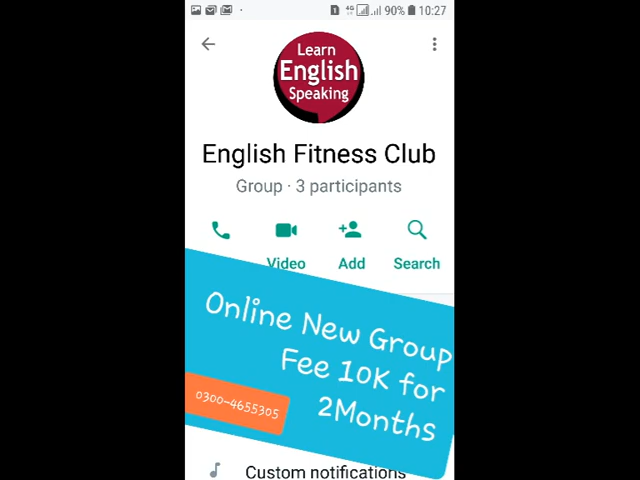 90% 10:27
Learn
English
Speaking
English Fitness Club
Group · 3 participants
Video Add Search
Online New Group
Fee 10K for
2Months
0300-4655305
Custom notifications